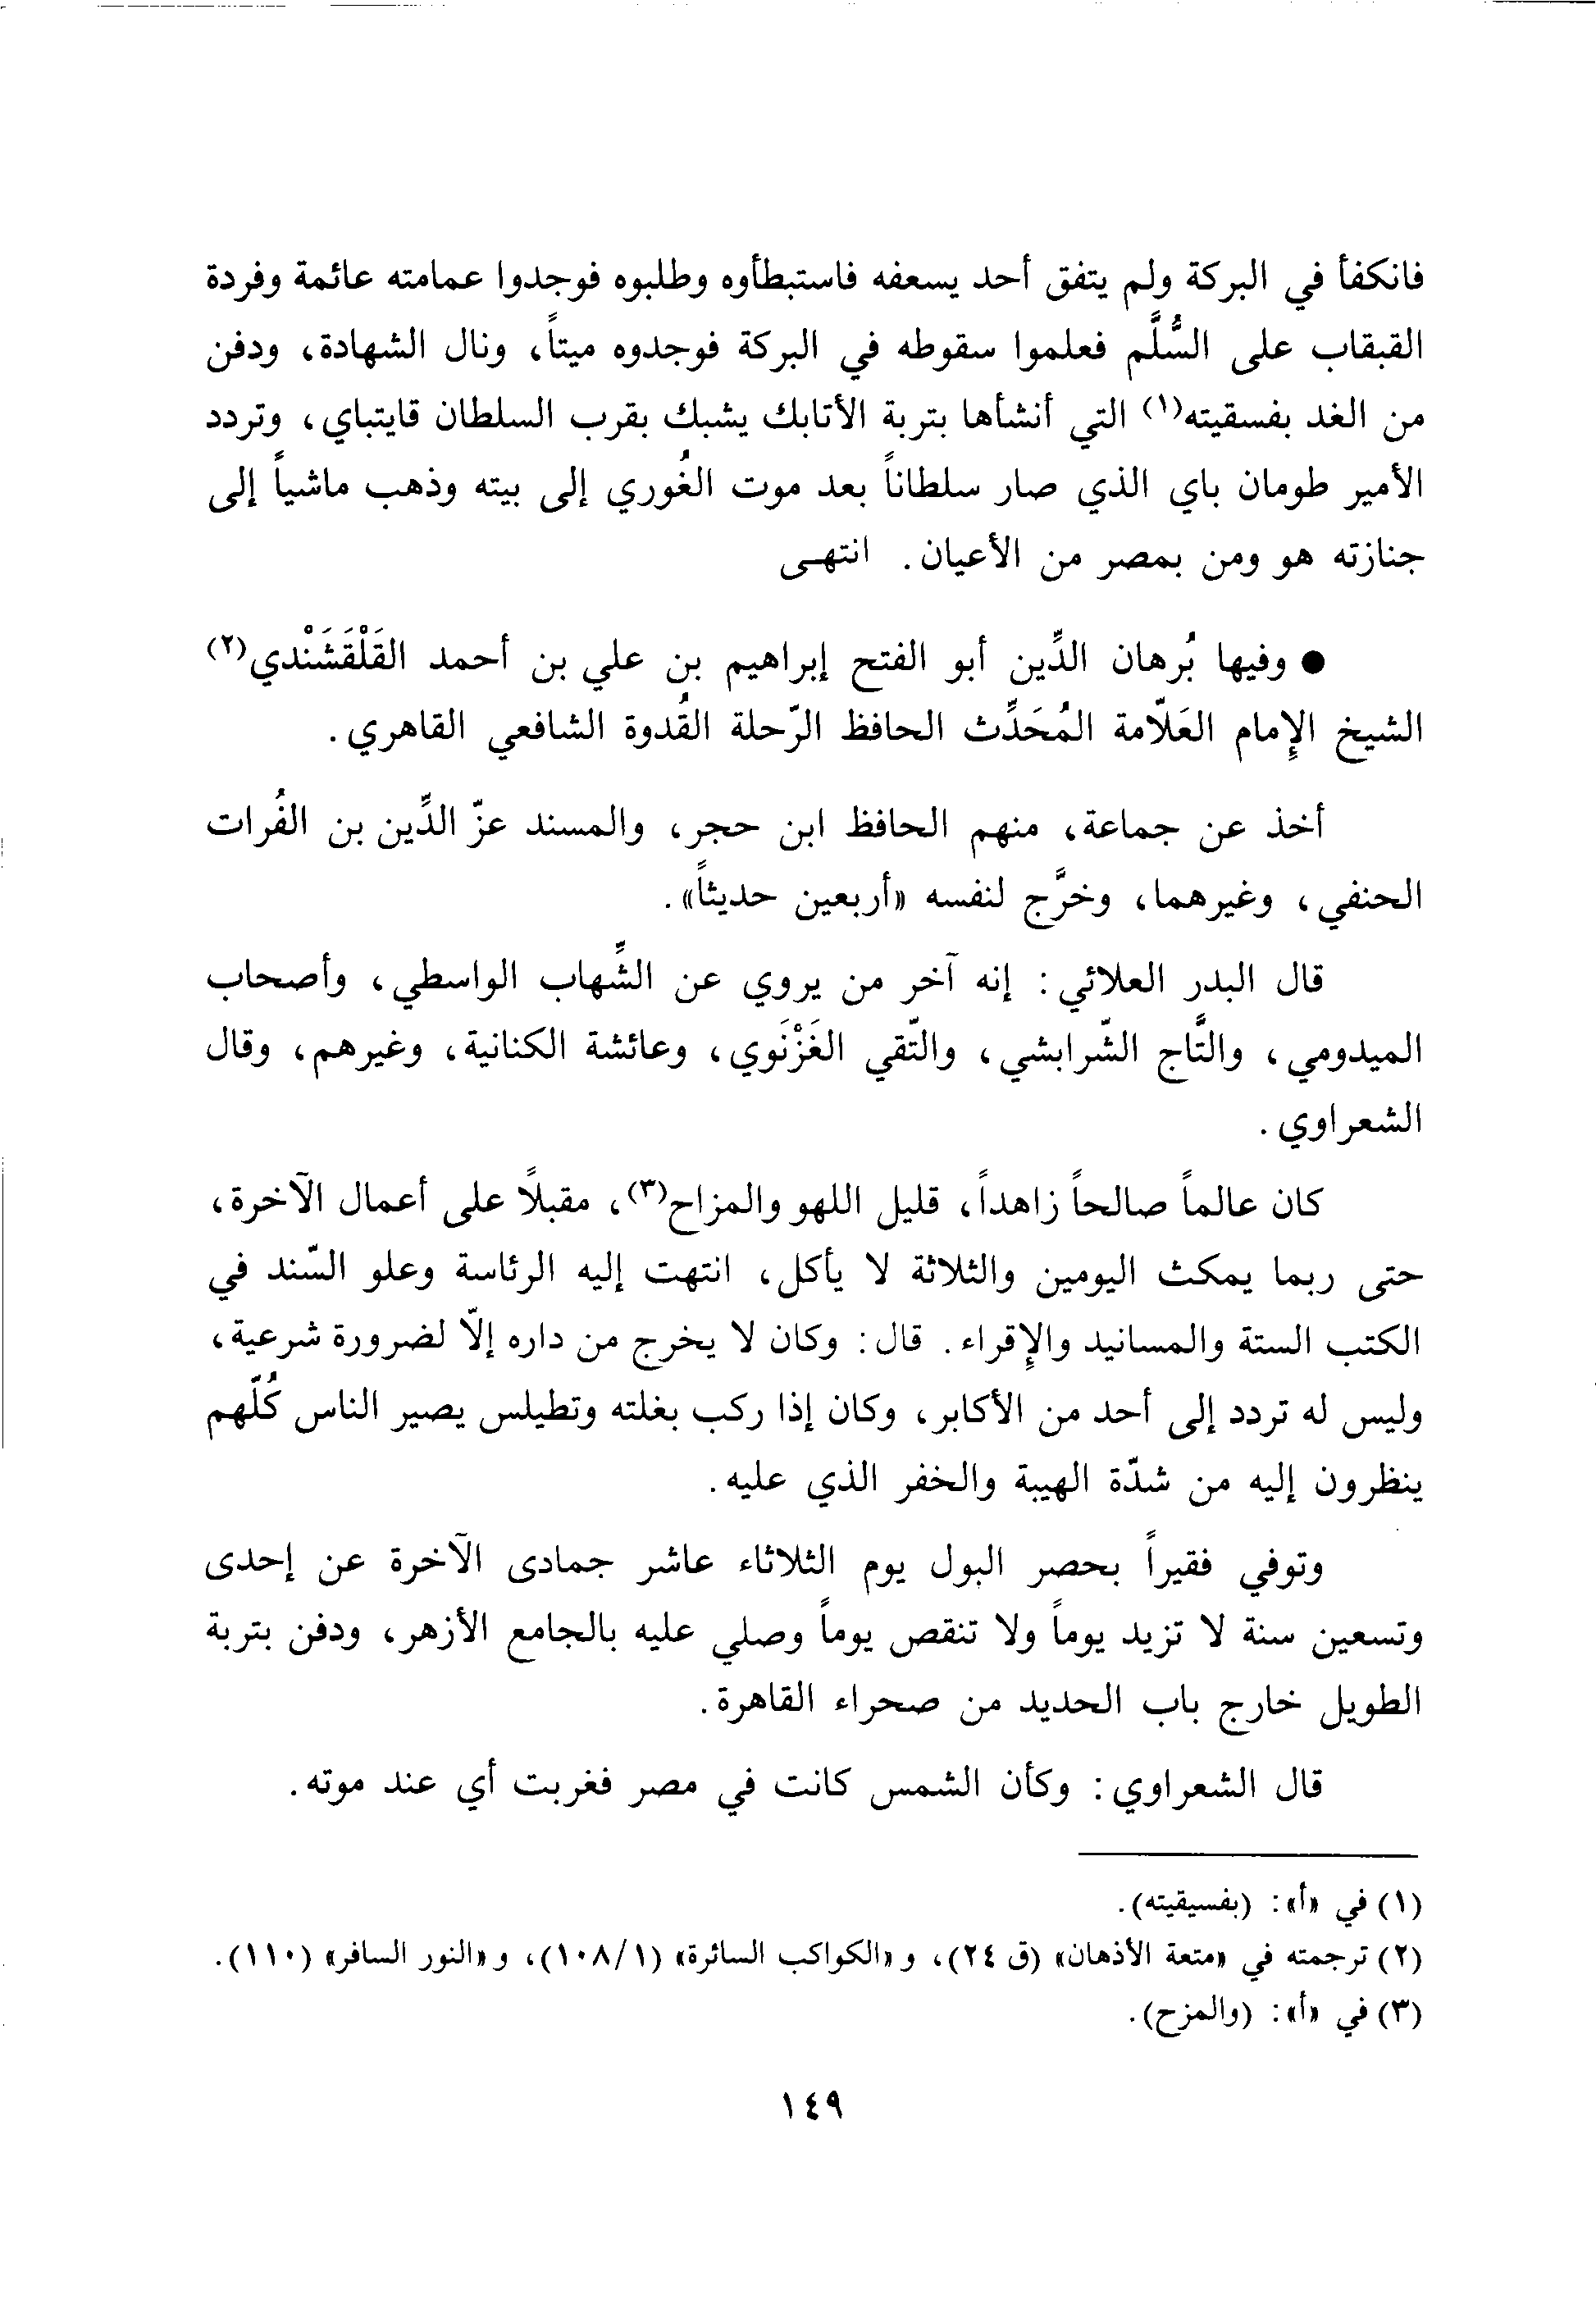 فانكفأ في البركة ولم يتفق أحد يسعفه فاستبطأوه وطلبوه فوجدوا عمامته عائمة وفردة
القبقاب على السُّلَّم فعلموا سقوطه في البركة فوجدوه ميتاً، ونال الشهادة، ودفن
من الغد بفسقيته(١) التي أنشأها بتربة الأتابك يشبك بقرب السلطان قايتباي، وتردد
الأمير طومان باي الذي صار سلطاناً بعد موت الغُوري إلى بيته وذهب ماشياً إلى
جنازته هو ومن بمصر من الأعيان. انتهى
● وفيها بُرهان الدِّين أبو الفتح إبراهيم بن علي بن أحمد القَلْقَشَنْدي(٢)
الشيخ الإِمام العَلاّمة المُحَدِّث الحافظ الرّحلة القُدوة الشافعي القاهري.
أخذ عن جماعة، منهم الحافظ ابن حجر، والمسند عزّ الدِّين بن الفُرات
الحنفي، وغيرهما، وخرَّج لنفسه «أربعين حديثاً».
قال البدر العلائي: إنه آخر من يروي عن الشِّهاب الواسطي، وأصحاب
الميدومي، والتَّاج الشّرابشي، والتّقي الغَزْنَوي، وعائشة الكنانية، وغيرهم، وقال
الشعراوي.
كان عالماً صالحاً زاهداً، قليل اللهو والمزاح(٣)، مقبلاً على أعمال الآخرة،
حتى ربما يمكث اليومين والثلاثة لا يأكل، انتهت إليه الرئاسة وعلو السّند في
الكتب الستة والمسانيد والإِقراء. قال: وكان لا يخرج من داره إلاّ لضرورة شرعية،
وليس له تردد إلى أحد من الأكابر، وكان إذا ركب بغلته وتطيلس يصير الناس كُلّهم
ينظرون إليه من شدّة الهيبة والخفر الذي عليه.
وتوفي فقيراً بحصر البول يوم الثلاثاء عاشر جمادى الآخرة عن إحدى
وتسعين سنة لا تزيد يوماً ولا تنقص يوماً وصلي عليه بالجامع الأزهر، ودفن بتربة
الطويل خارج باب الحديد من صحراء القاهرة.
قال الشعراوي: وكأن الشمس كانت في مصر فغربت أي عند موته.
(١) في «أ»: (بفسيقيته).
(٢) ترجمته في «متعة الأذهان» (ق ٢٤)، و«الكواكب السائرة» (١٠٨/١)، و«النور السافر» (١١٠).
(٣) في «أ»: (والمزح).
١٤٩